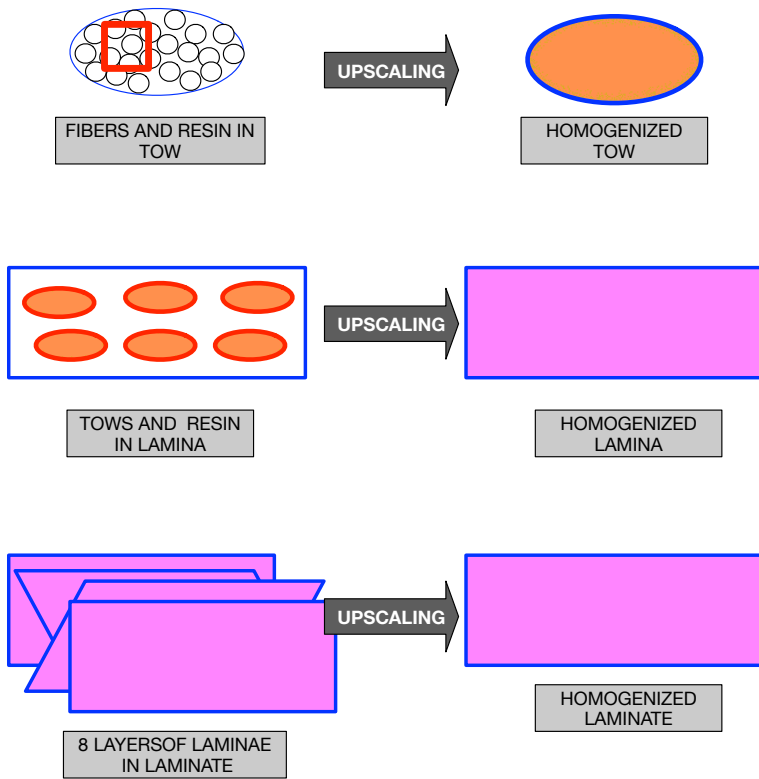 UPSCALING
FIBERS AND RESIN IN
TOW
HOMOGENIZED
TOW
UPSCALING
TOWS AND RESIN
IN LAMINA
HOMOGENIZED
LAMINA
UPSCALING
8 LAYERSOF LAMINAE
IN LAMINATE
HOMOGENIZED
LAMINATE